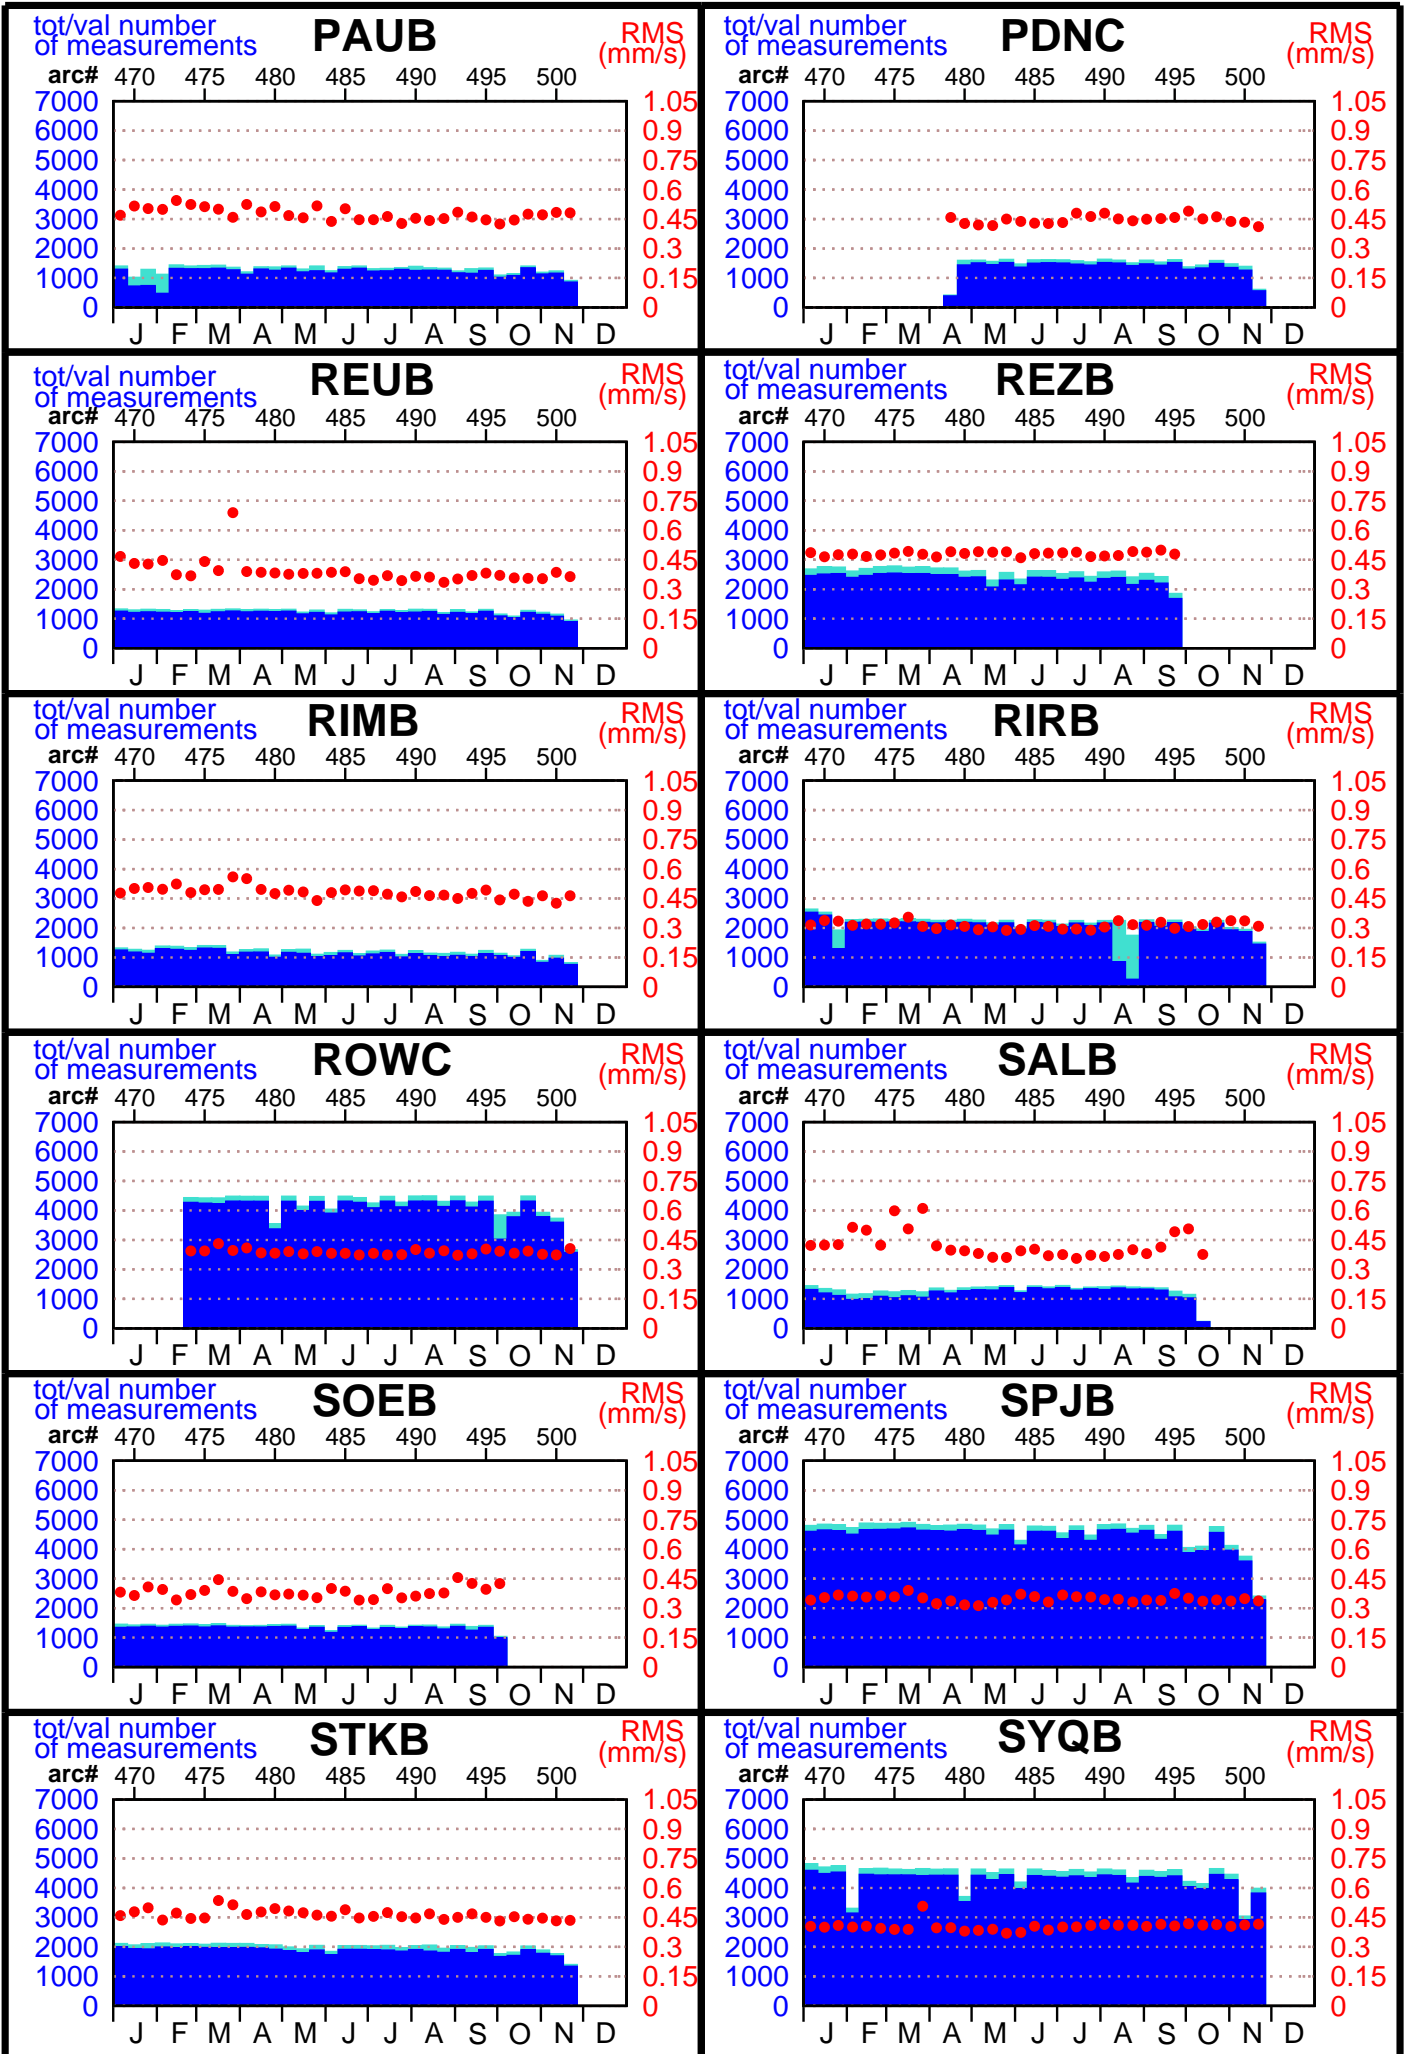 tot/val number
of measurements
PAUB
RMS
(mm/s)
arc# 470 475 480 485 490 495 500
7000 1.05
6000 0.9
5000 0.75
4000 0.6
3000 0.45
2000 0.3
1000 0.15
0 0
J F M A M J J A S O N D
tot/val number
of measurements
PDNC
RMS
(mm/s)
arc# 470 475 480 485 490 495 500
7000 1.05
6000 0.9
5000 0.75
4000 0.6
3000 0.45
2000 0.3
1000 0.15
0 0
J F M A M J J A S O N D
tot/val number
of measurements
REUB
RMS
(mm/s)
arc# 470 475 480 485 490 495 500
7000 1.05
6000 0.9
5000 0.75
4000 0.6
3000 0.45
2000 0.3
1000 0.15
0 0
J F M A M J J A S O N D
tot/val number
of measurements
REZB
RMS
(mm/s)
arc# 470 475 480 485 490 495 500
7000 1.05
6000 0.9
5000 0.75
4000 0.6
3000 0.45
2000 0.3
1000 0.15
0 0
J F M A M J J A S O N D
tot/val number
of measurements
RIMB
RMS
(mm/s)
arc# 470 475 480 485 490 495 500
7000 1.05
6000 0.9
5000 0.75
4000 0.6
3000 0.45
2000 0.3
1000 0.15
0 0
J F M A M J J A S O N D
tot/val number
of measurements
RIRB
RMS
(mm/s)
arc# 470 475 480 485 490 495 500
7000 1.05
6000 0.9
5000 0.75
4000 0.6
3000 0.45
2000 0.3
1000 0.15
0 0
J F M A M J J A S O N D
tot/val number
of measurements
ROWC
RMS
(mm/s)
arc# 470 475 480 485 490 495 500
7000 1.05
6000 0.9
5000 0.75
4000 0.6
3000 0.45
2000 0.3
1000 0.15
0 0
J F M A M J J A S O N D
tot/val number
of measurements
SALB
RMS
(mm/s)
arc# 470 475 480 485 490 495 500
7000 1.05
6000 0.9
5000 0.75
4000 0.6
3000 0.45
2000 0.3
1000 0.15
0 0
J F M A M J J A S O N D
tot/val number
of measurements
SOEB
RMS
(mm/s)
arc# 470 475 480 485 490 495 500
7000 1.05
6000 0.9
5000 0.75
4000 0.6
3000 0.45
2000 0.3
1000 0.15
0 0
J F M A M J J A S O N D
tot/val number
of measurements
SPJB
RMS
(mm/s)
arc# 470 475 480 485 490 495 500
7000 1.05
6000 0.9
5000 0.75
4000 0.6
3000 0.45
2000 0.3
1000 0.15
0 0
J F M A M J J A S O N D
tot/val number
of measurements
STKB
RMS
(mm/s)
arc# 470 475 480 485 490 495 500
7000 1.05
6000 0.9
5000 0.75
4000 0.6
3000 0.45
2000 0.3
1000 0.15
0 0
J F M A M J J A S O N D
tot/val number
of measurements
SYQB
RMS
(mm/s)
arc# 470 475 480 485 490 495 500
7000 1.05
6000 0.9
5000 0.75
4000 0.6
3000 0.45
2000 0.3
1000 0.15
0 0
J F M A M J J A S O N D